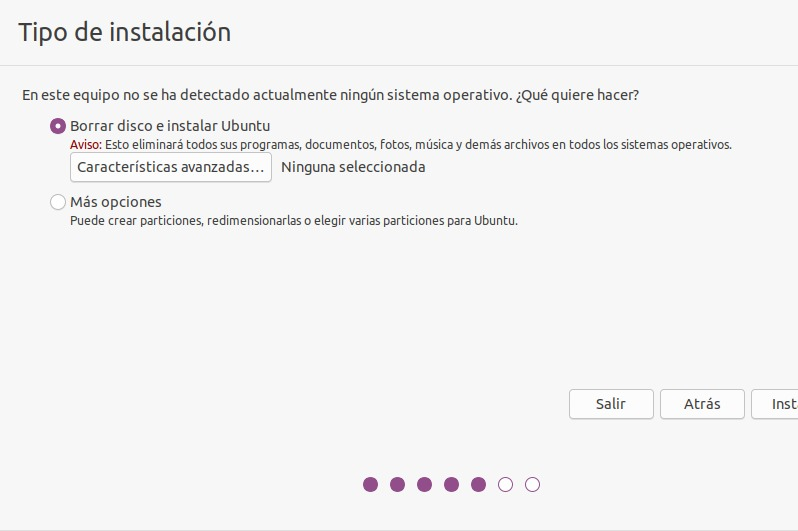 Tipo de instalación
En este equipo no se ha detectado actualmente ningún sistema operativo. ¿Qué quiere hacer?
Borrar disco e instalar Ubuntu
Aviso: Esto eliminará todos sus programas, documentos, fotos, música y demás archivos en todos los sistemas operativos.
Características avanzadas... Ninguna seleccionada
Más opciones
Puede crear particiones, redimensionarlas o elegir varias particiones para Ubuntu.
Salir Atrás Inst